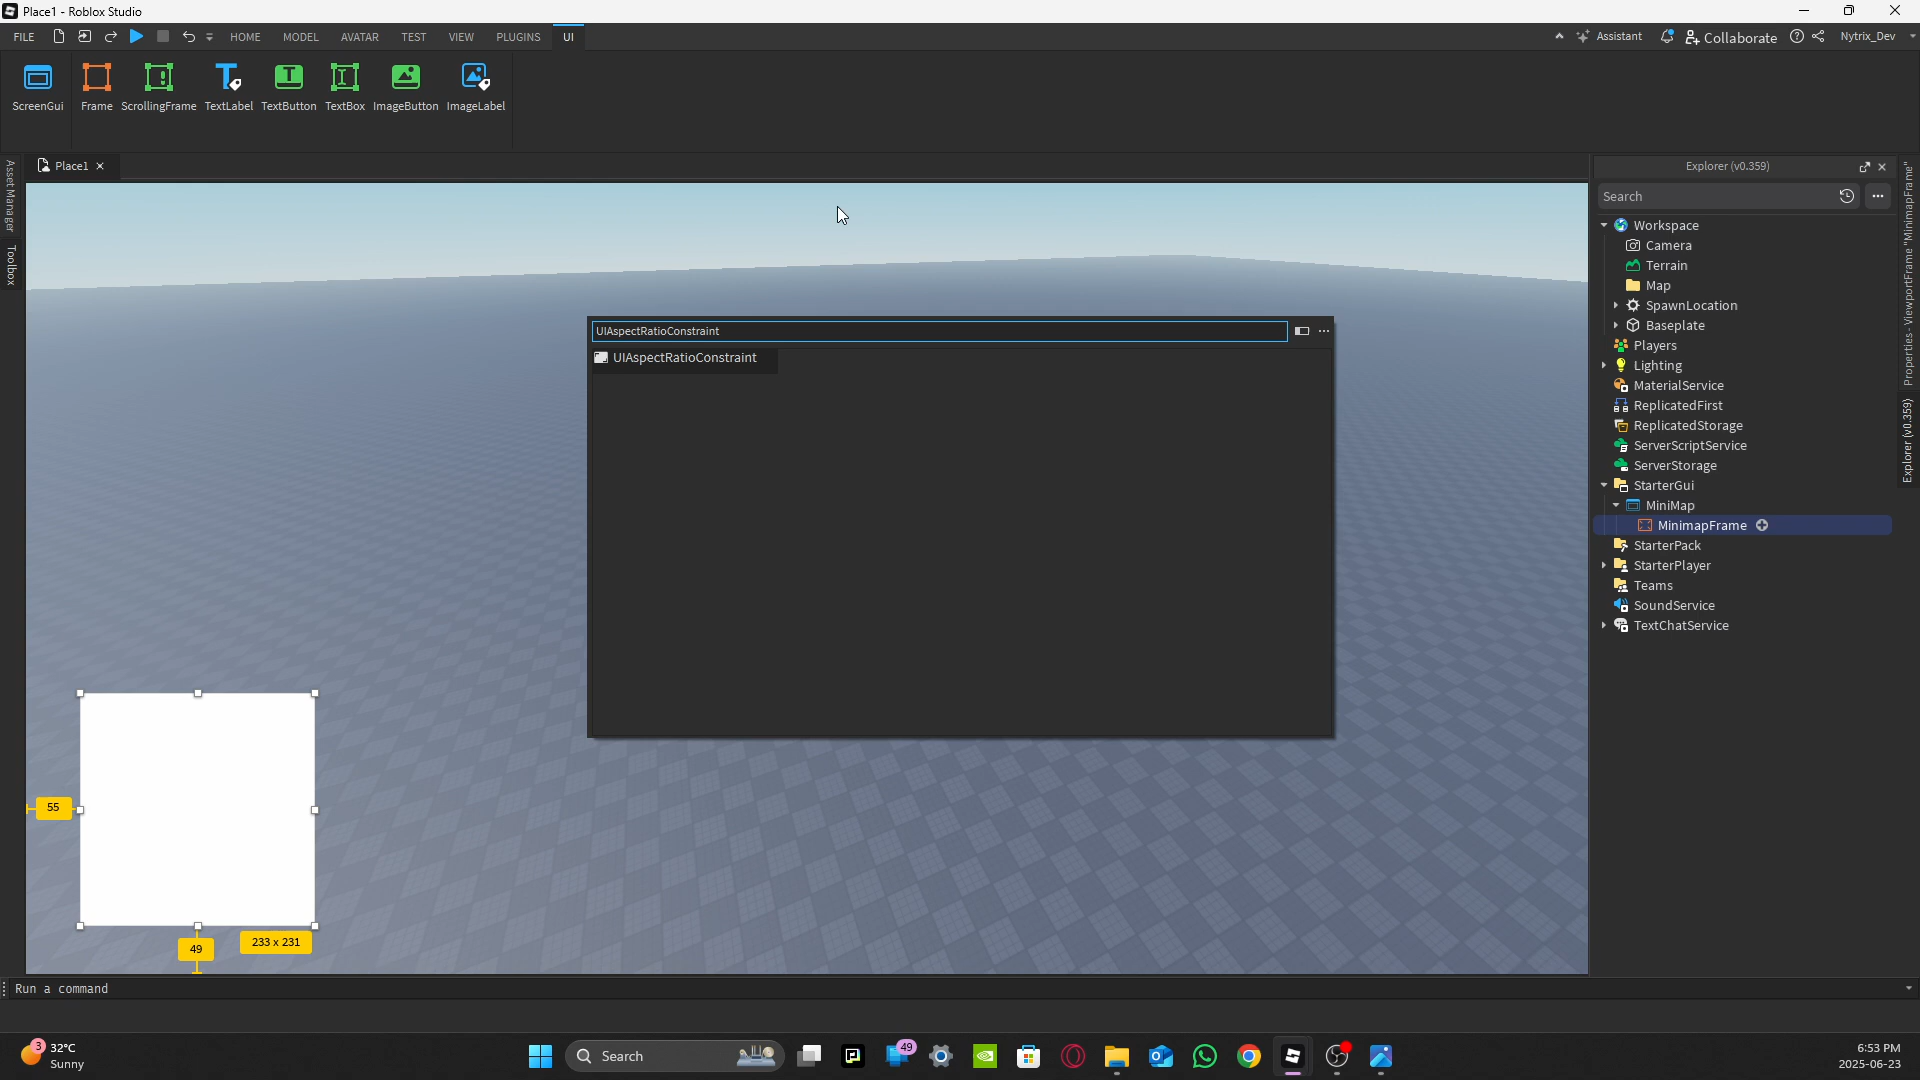 Place1 - Roblox Studio
FILE HOME MODEL AVATAR TEST VIEW PLUGINS UI Assistant Collaborate Nytrix_Dev
ScreenGui Frame ScrollingFrame TextLabel TextButton TextBox ImageButton ImageLabel
Asset Manager
Toolbox
Place1
Explorer (v0.359)
Search
Workspace
Camera
Terrain
Map
SpawnLocation
Baseplate
Players
Lighting
MaterialService
ReplicatedFirst
ReplicatedStorage
ServerScriptService
ServerStorage
StarterGui
MiniMap
MinimapFrame
StarterPack
StarterPlayer
Teams
SoundService
TextChatService
Properties - ViewportFrame "MinimapFrame"
Explorer (v0.359)
UIAspectRatioConstraint
UIAspectRatioConstraint
55
49
233 x 231
Run a command
3
32°C
Sunny
Search
49
6:53 PM
2025-06-23